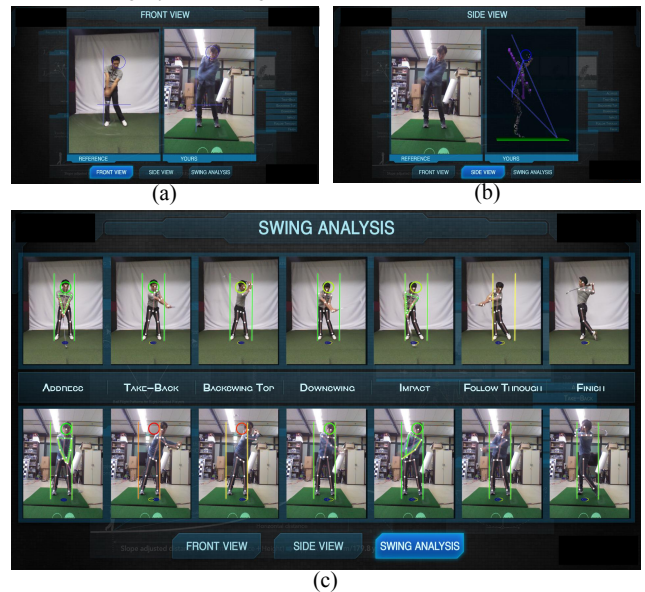 FRONT VIEW
REFERENCE
YOURS
FRONT VIEW
SIDE VIEW
SWING ANALYSIS
(a)
SIDE VIEW
REFERENCE
YOURS
FRONT VIEW
SIDE VIEW
SWING ANALYSIS
(b)
SWING ANALYSIS
ADDRESS
TAKE-BACK
BACKSWING TOP
DOWNSWING
IMPACT
FOLLOW THROUGH
FINISH
FRONT VIEW
SIDE VIEW
SWING ANALYSIS
(c)